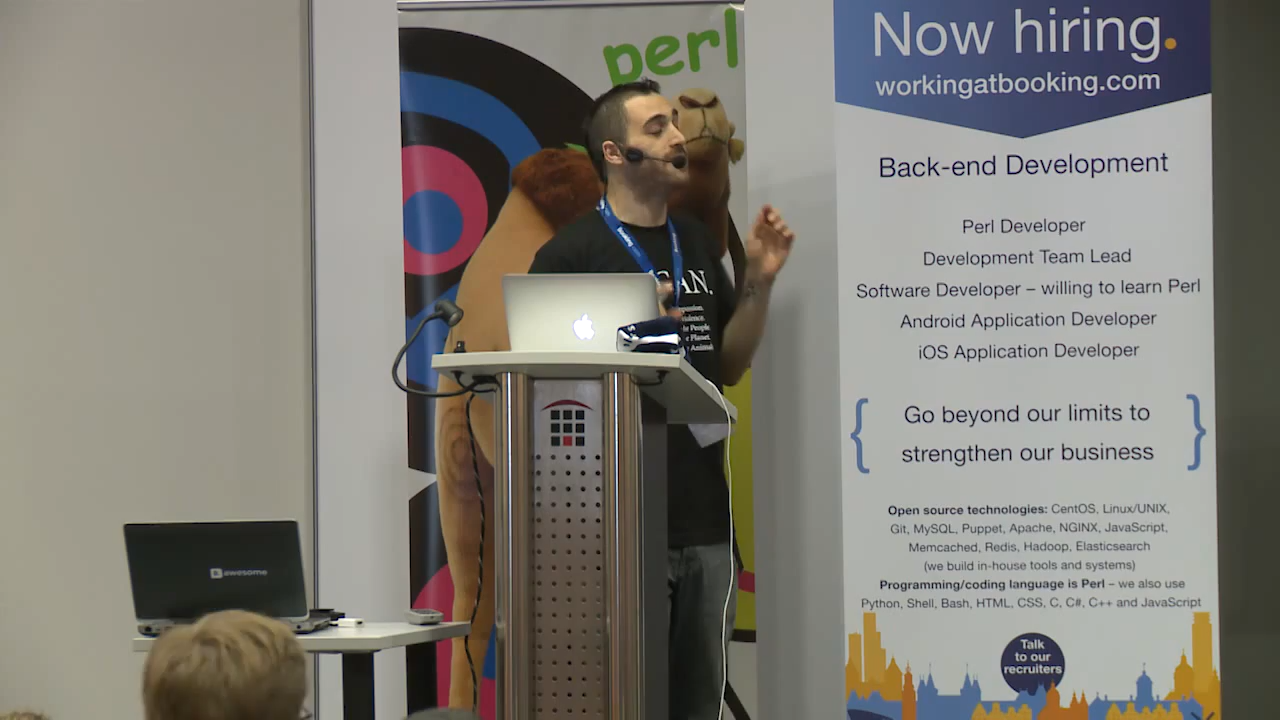 perl
Now hiring.
workingatbooking.com
Back-end Development
Perl Developer
Development Team Lead
Software Developer – willing to learn Perl
Android Application Developer
iOS Application Developer
{ Go beyond our limits to
strengthen our business }
Open source technologies: CentOS, Linux/UNIX,
Git, MySQL, Puppet, Apache, NGINX, JavaScript,
Memcached, Redis, Hadoop, Elasticsearch
(we build in-house tools and systems)
Programming/coding language is Perl – we also use
Python, Shell, Bash, HTML, CSS, C, C#, C++ and JavaScript
Talk
to our
recruiters
AN.
People
Planet.
awesome